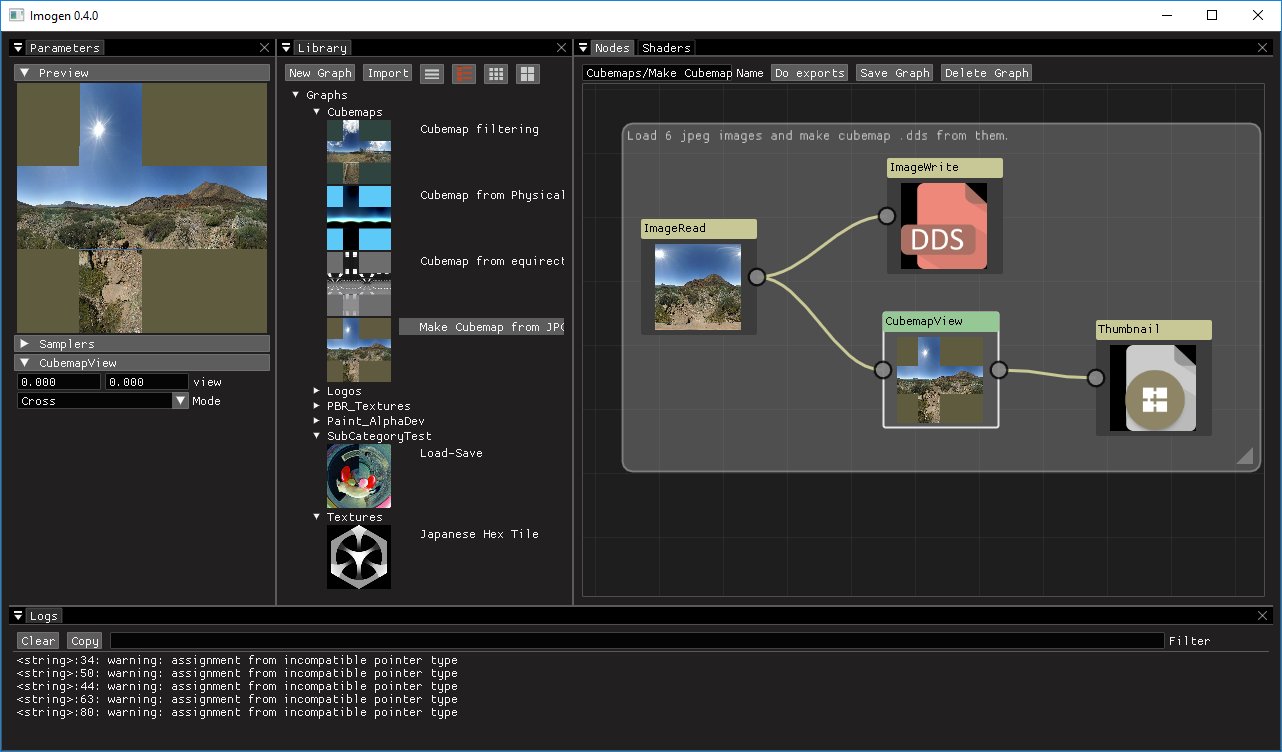 Imogen 0.4.0
Parameters
Preview
Samplers
CubemapView
0.000 0.000 view
Cross Mode
Library
New Graph Import
Graphs
Cubemaps
Cubemap filtering
Cubemap from Physical
Cubemap from equirect
Make Cubemap from JPG
Logos
PBR_Textures
Paint_AlphaDev
SubCategoryTest
Load-Save
Textures
Japanese Hex Tile
Nodes Shaders
Cubemaps/Make Cubemap Name Do exports Save Graph Delete Graph
Load 6 jpeg images and make cubemap .dds from them.
ImageWrite
DDS
ImageRead
CubemapView
Thumbnail
Logs
Clear Copy Filter
<string>:34: warning: assignment from incompatible pointer type
<string>:50: warning: assignment from incompatible pointer type
<string>:44: warning: assignment from incompatible pointer type
<string>:63: warning: assignment from incompatible pointer type
<string>:80: warning: assignment from incompatible pointer type